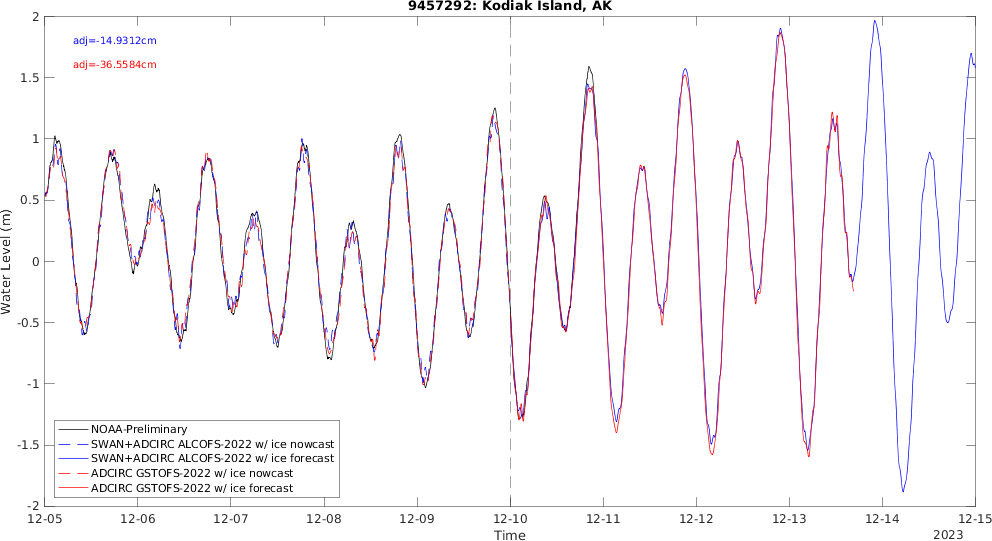 9457292: Kodiak Island, AK
adj=-14.9312cm
adj=-36.5584cm
2
1.5
1
0.5
0
-0.5
-1
-1.5
-2
Water Level (m)
NOAA-Preliminary
SWAN+ADCIRC ALCOFS-2022 w/ ice nowcast
SWAN+ADCIRC ALCOFS-2022 w/ ice forecast
ADCIRC GSTOFS-2022 w/ ice nowcast
ADCIRC GSTOFS-2022 w/ ice forecast
12-05 12-06 12-07 12-08 12-09 12-10 12-11 12-12 12-13 12-14 12-15
Time
2023